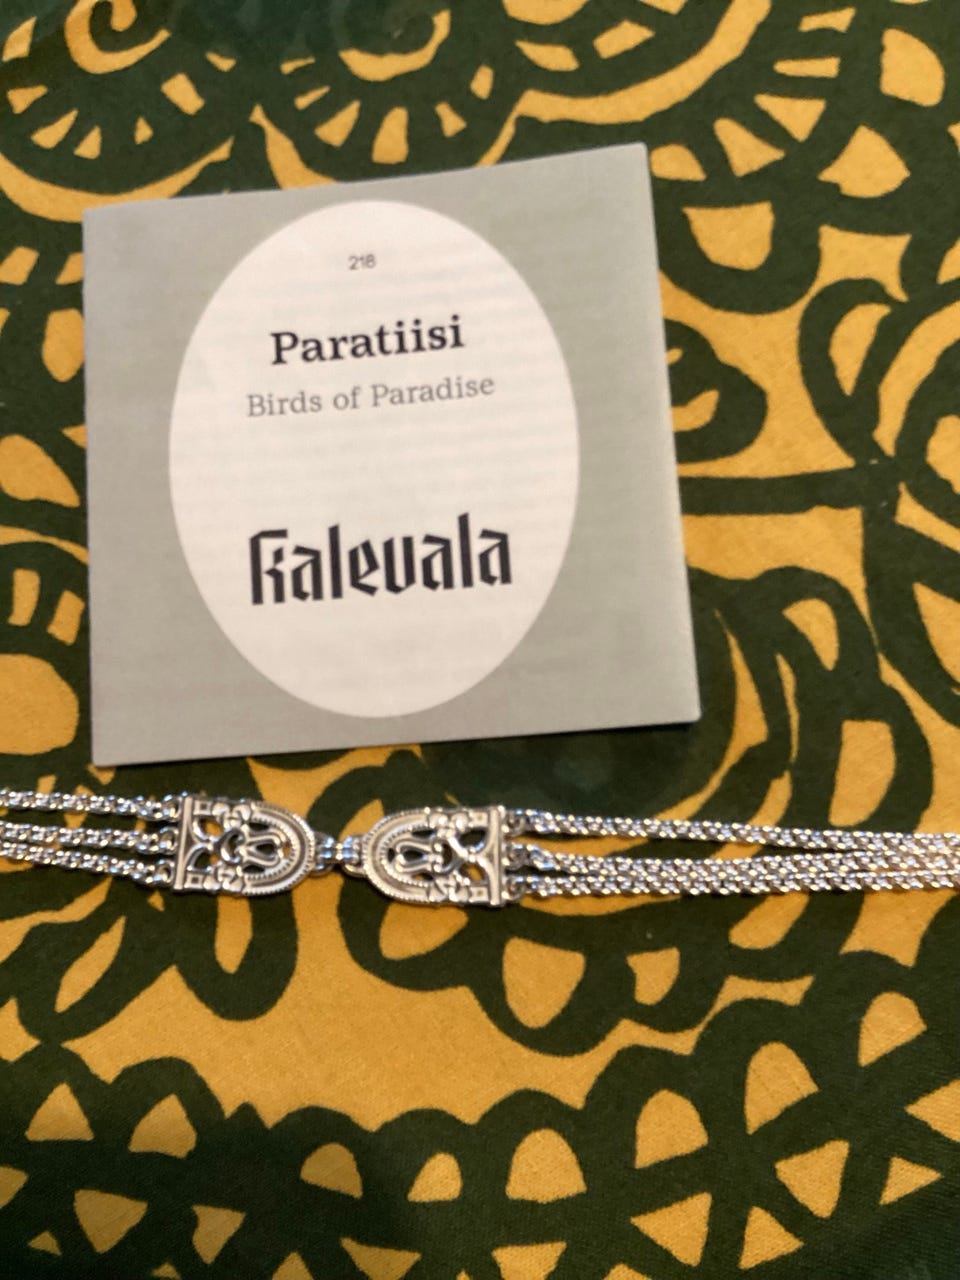 218
Paratiisi
Birds of Paradise
Kalevala